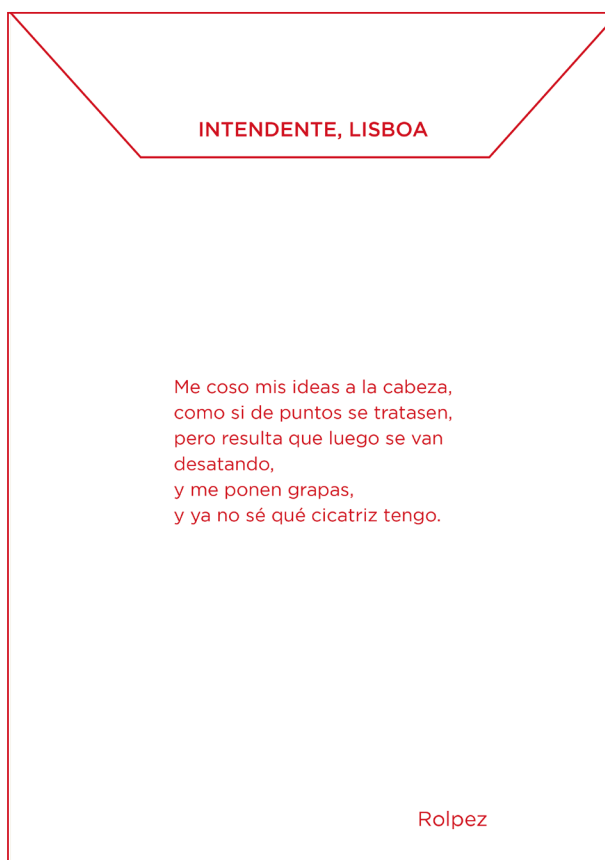 INTENDENTE, LISBOA
Me coso mis ideas a la cabeza,
como si de puntos se tratasen,
pero resulta que luego se van
desatando,
y me ponen grapas,
y ya no sé qué cicatriz tengo.
Rolpez